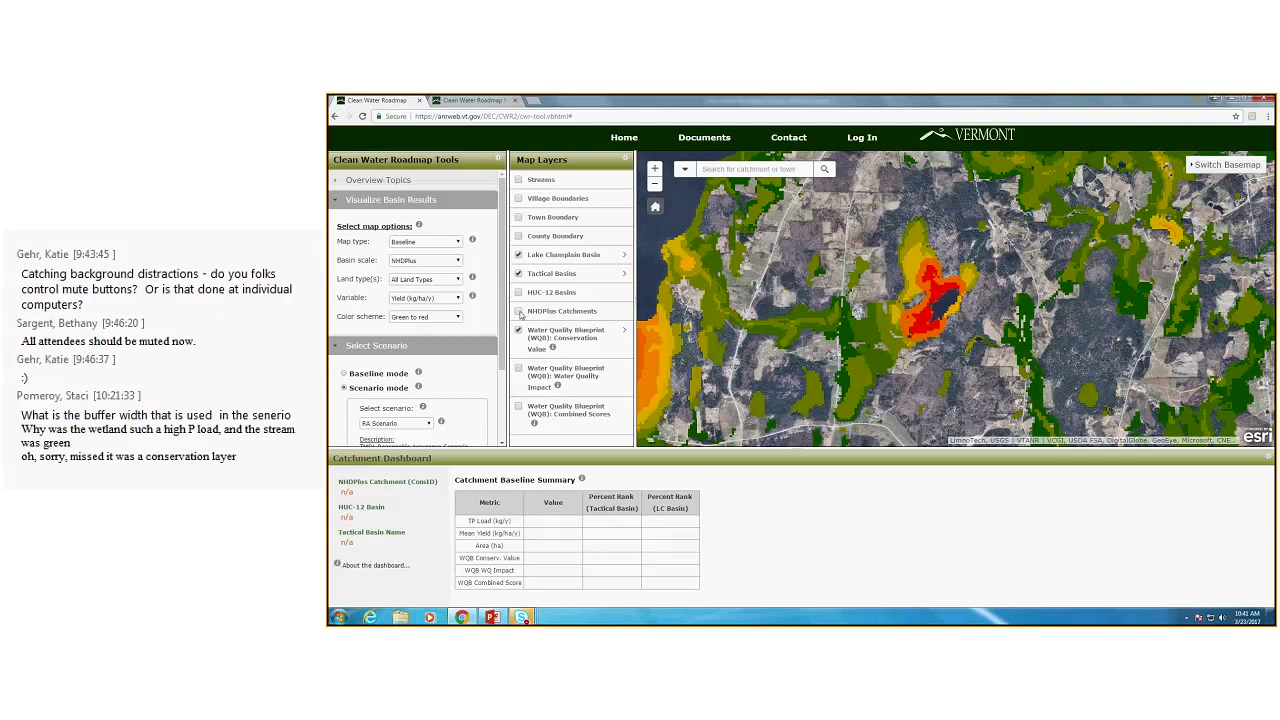 Gehr, Katie [9:43:45]
Catching background distractions - do you folks
control mute buttons? Or is that done at individual
computers?
Sargent, Bethany [9:46:20]
All attendees should be muted now.
Gehr, Katie [9:46:37]
:)
Pomeroy, Staci [10:21:33]
What is the buffer width that is used in the senerio
Why was the wetland such a high P load, and the stream
was green
oh, sorry, missed it was a conservation layer
Clean Water Roadmap
Clean Water Roadmap
Secure
https://anrweb.vt.gov/DEC/CWR2/cwr-tool.vbhtml#
Home
Documents
Contact
Log In
VERMONT
Clean Water Roadmap Tools
Overview Topics
Visualize Basin Results
Select map options:
Map type: Baseline
Basin scale: NHDPlus
Land type(s): All Land Types
Variable: Yield (kg/ha/y)
Color scheme: Green to red
Select Scenario
Baseline mode
Scenario mode
Select scenario:
RA Scenario
Description:
Map Layers
Streams
Village Boundaries
Town Boundary
County Boundary
Lake Champlain Basin
Tactical Basins
HUC-12 Basins
NHDPlus Catchments
Water Quality Blueprint
(WQB): Conservation
Value
Water Quality Blueprint
(WQB): Water Quality
Impact
Water Quality Blueprint
(WQB): Combined Scores
+
−
Search for catchment or town
Switch Basemap
LimnoTech, USGS | VTANR | VCGI, USDA FSA, DigitalGlobe, GeoEye, Microsoft, CNE...
POWERED BY
esri
Catchment Dashboard
NHDPlus Catchment (ComID)
n/a
HUC-12 Basin
n/a
Tactical Basin Name
n/a
About the dashboard...
Catchment Baseline Summary
Metric Value Percent Rank (Tactical Basin) Percent Rank (LC Basin)
TP Load (kg/y)
Mean Yield (kg/ha/y)
Area (ha)
WQB Conserv. Value
WQB WQ Impact
WQB Combined Score
10:41 AM
3/23/2017